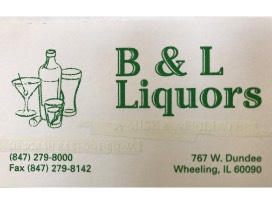 B & L
Liquors
(847) 279-8000
Fax (847) 279-8142
767 W. Dundee
Wheeling, IL 60090